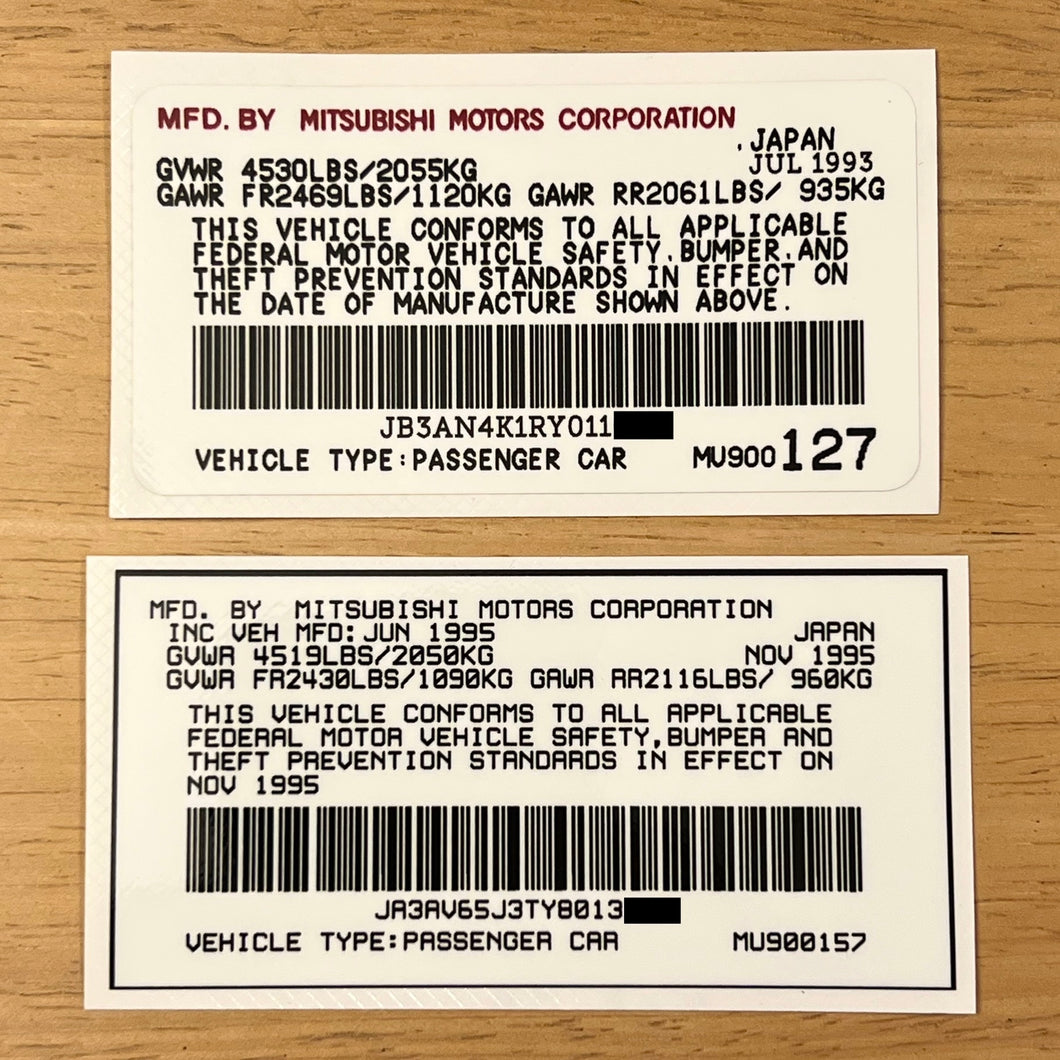 MFD. BY MITSUBISHI MOTORS CORPORATION
. JAPAN
GVWR 4530LBS/2055KG JUL 1993
GAWR FR2469LBS/1120KG GAWR RR2061LBS/ 935KG
THIS VEHICLE CONFORMS TO ALL APPLICABLE
FEDERAL MOTOR VEHICLE SAFETY.BUMPER.AND
THEFT PREVENTION STANDARDS IN EFFECT ON
THE DATE OF MANUFACTURE SHOWN ABOVE.
JB3AN4K1RY011
VEHICLE TYPE:PASSENGER CAR MU900127
MFD. BY MITSUBISHI MOTORS CORPORATION
INC VEH MFD: JUN 1995 JAPAN
GVWR 4519LBS/2050KG NOV 1995
GVWR FR2430LBS/1090KG GAWR RR2116LBS/ 960KG
THIS VEHICLE CONFORMS TO ALL APPLICABLE
FEDERAL MOTOR VEHICLE SAFETY,BUMPER AND
THEFT PREVENTION STANDARDS IN EFFECT ON
NOV 1995
JA3AV65J3TY8013
VEHICLE TYPE:PASSENGER CAR MU900157